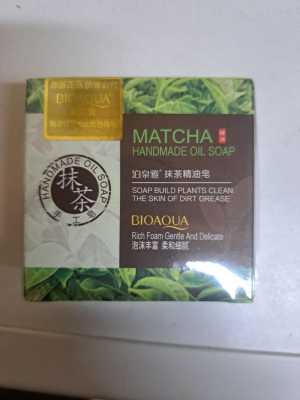 BIOAQUA
MATCHA
HANDMADE OIL SOAP
泊泉雅 抹茶精油皂
SOAP BUILD PLANTS CLEAN
THE SKIN OF DIRT GREASE
BIOAQUA
Rich Foam Gentle And Delicate
泡沫丰富 柔和细腻
HANDMADE OIL SOAP
抹茶
手工皂